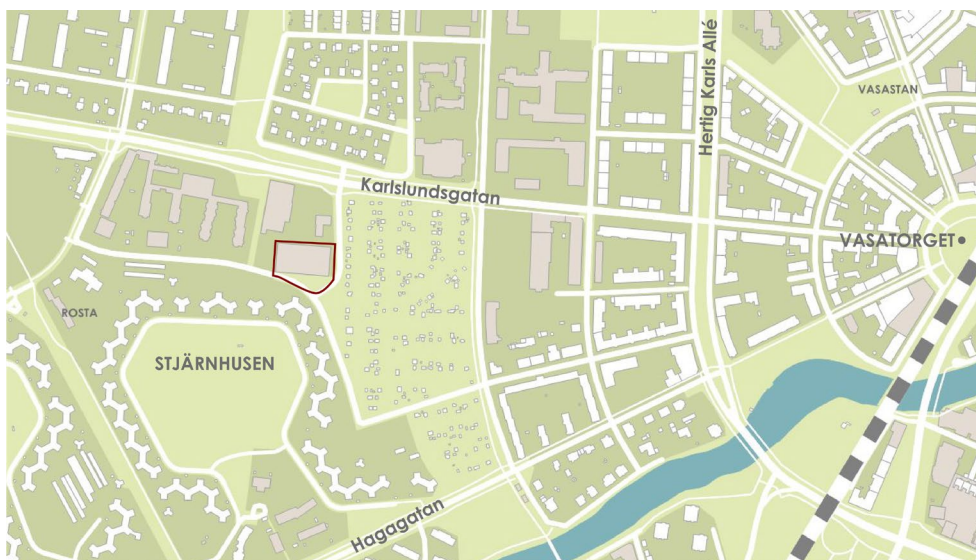 Hertig Karls Allé
VASASTAN
Karlslundsgatan
VASATORGET
ROSTA
STJÄRNHUSEN
Hagagatan